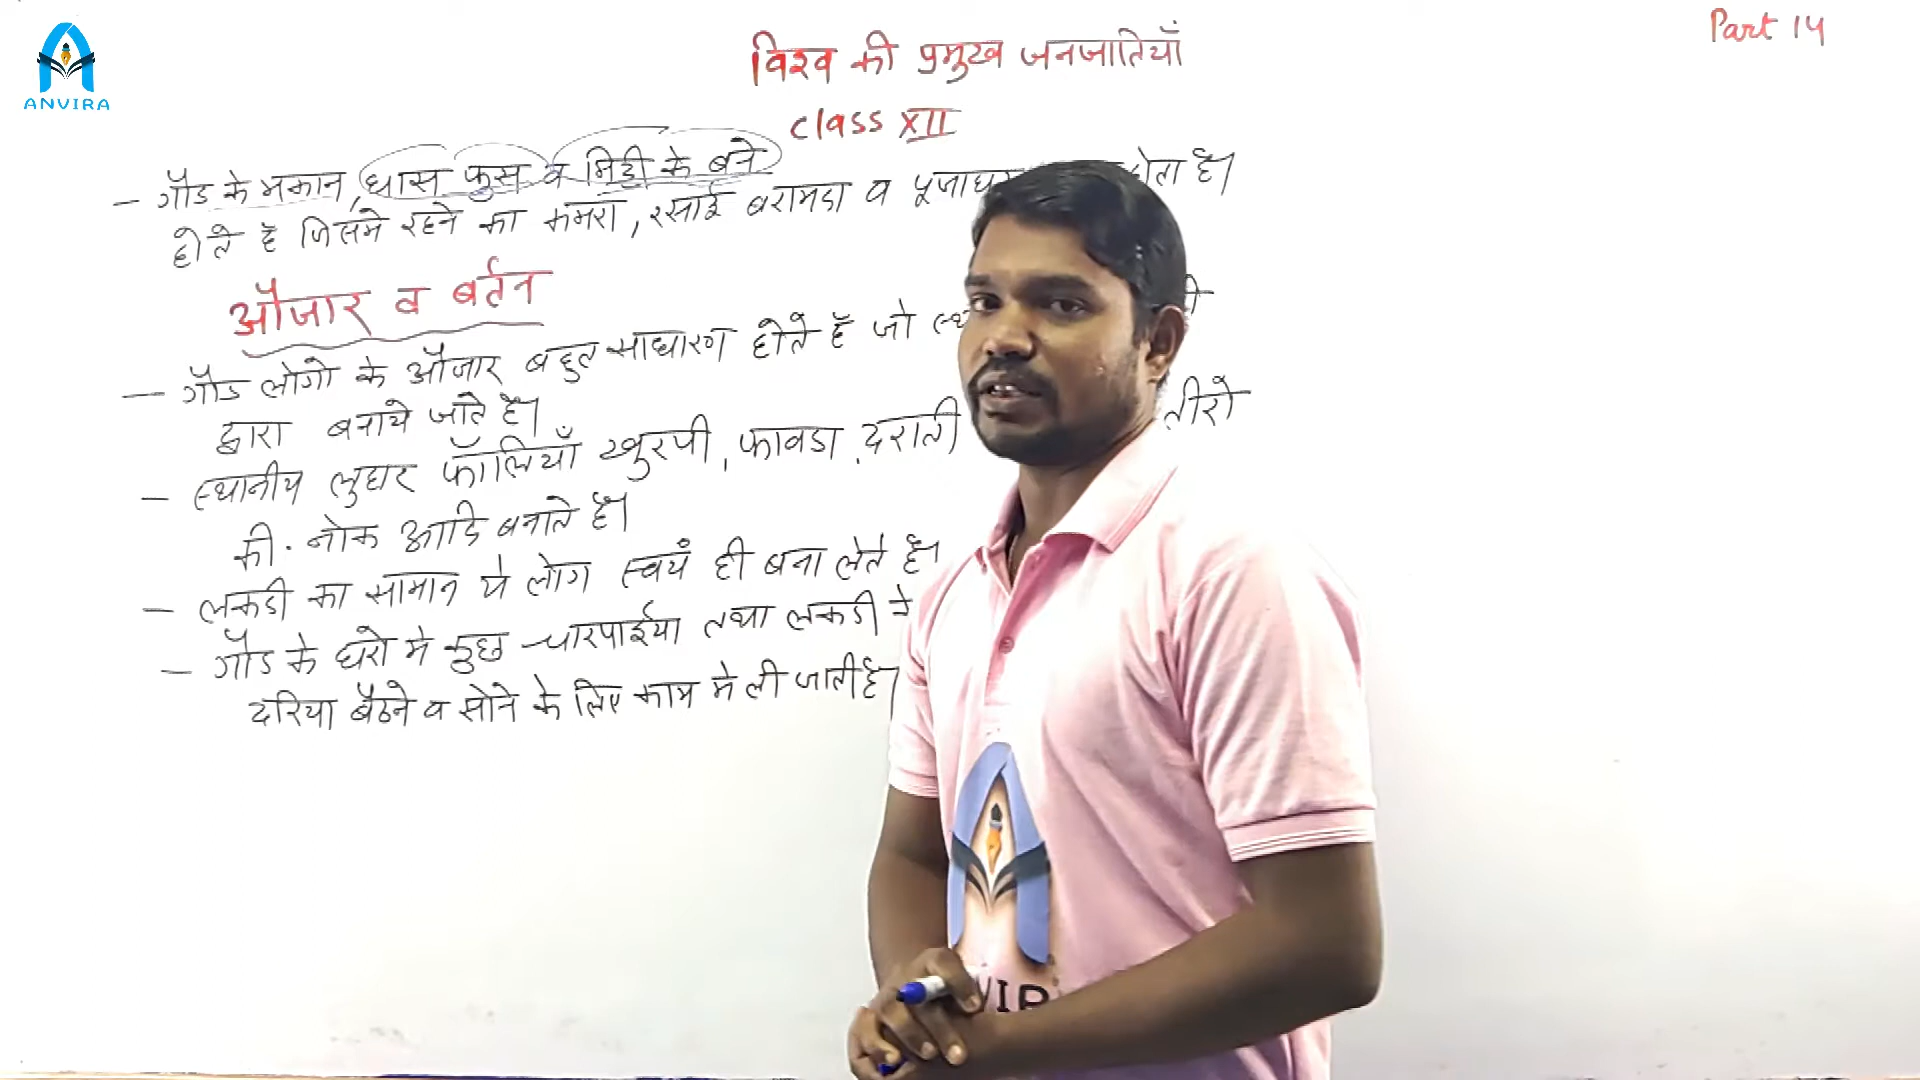 ANVIRA
Part 14
विश्व की प्रमुख जनजातियाँ
class XII
– गौंड के मकान, घास फुस व मिट्टी के बने
होते है जिसमे रहने का कमरा, रसोई बरामडा व पूजाघर होता है।
औजार व बर्तन
– गौंड लोगो के औजार बहुत साधारण होते है जो
द्वारा बनाये जाते है।
– स्थानीय लुहार फॉलियाँ खुरपी, फावडा, दराती तीरो
की नोक आदि बनाते है।
– लकडी का सामान ये लोग स्वयं ही बना लेते है।
– गौंड के घरो मे कुछ चारपाईया तथा लकडी
दरिया बैठने व सोने के लिए काम मे ली जाती है।